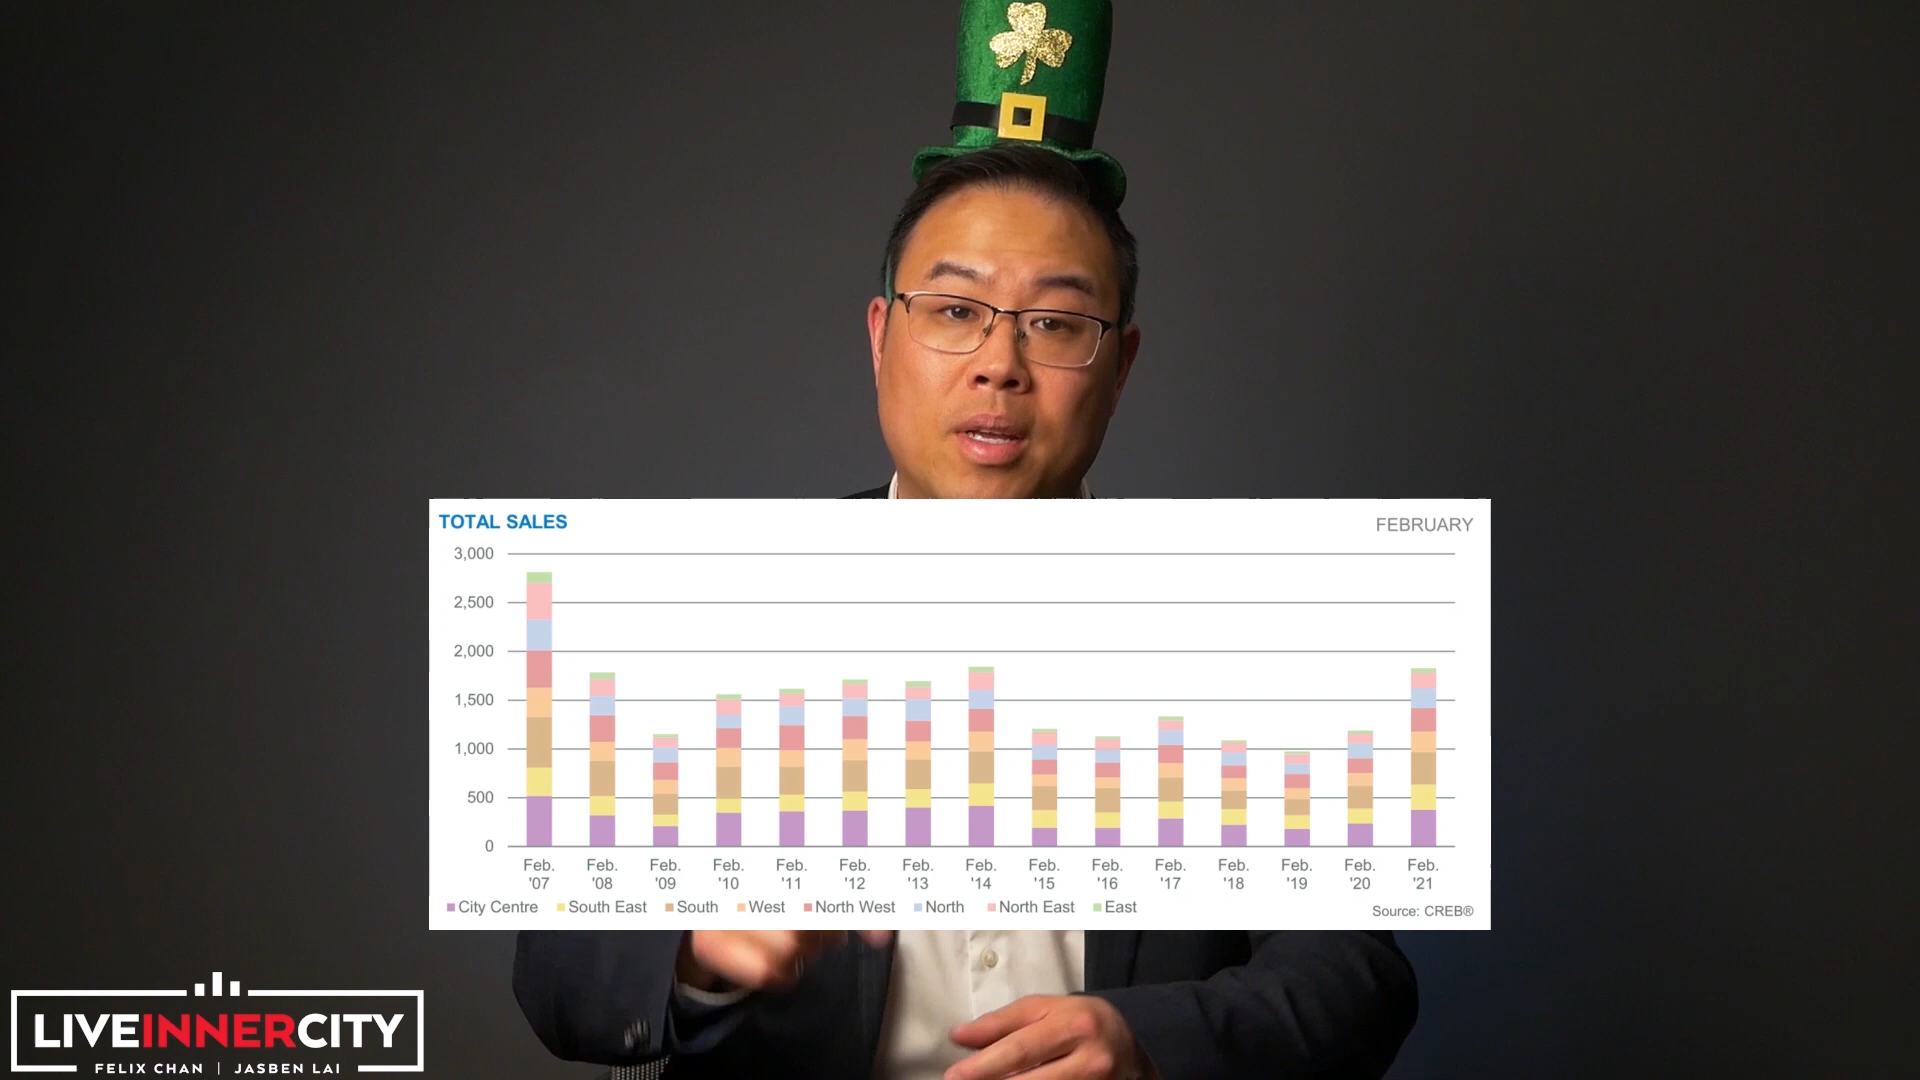 TOTAL SALES
FEBRUARY
3,000
2,500
2,000
1,500
1,000
500
0
Feb. '07
Feb. '08
Feb. '09
Feb. '10
Feb. '11
Feb. '12
Feb. '13
Feb. '14
Feb. '15
Feb. '16
Feb. '17
Feb. '18
Feb. '19
Feb. '20
Feb. '21
City Centre South East South West North West North North East East
Source: CREB®
LIVEINNERCITY
FELIX CHAN | JASBEN LAI